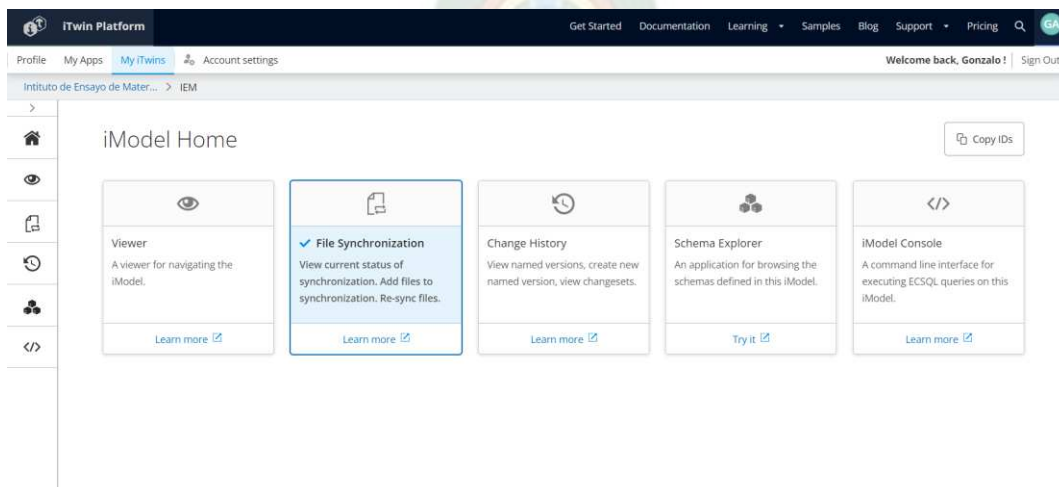 iTwin Platform
Get Started Documentation Learning Samples Blog Support Pricing GA
Profile My Apps My iTwins Account settings Welcome back, Gonzalo ! Sign Out
Intituto de Ensayo de Mater... > IEM
>
iModel Home
Copy IDs
</>
Viewer
A viewer for navigating the
iModel.
Learn more
File Synchronization
View current status of
synchronization. Add files to
synchronization. Re-sync files.
Learn more
Change History
View named versions, create new
named version, view changesets.
Learn more
Schema Explorer
An application for browsing the
schemas defined in this iModel.
Try it
</>
iModel Console
A command line interface for
executing ECSQL queries on this
iModel.
Learn more